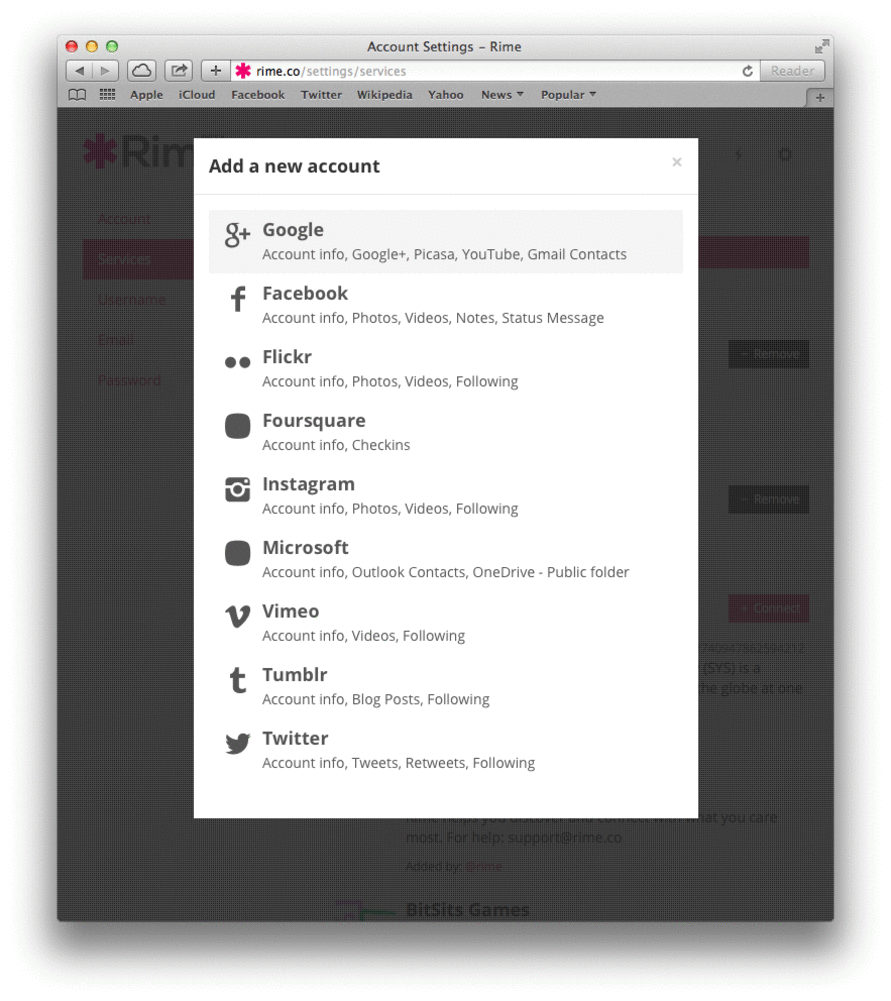 Account Settings – Rime
rime.co/settings/services
Reader
Apple
iCloud
Facebook
Twitter
Wikipedia
Yahoo
News
Popular
Rim
Account
Services
Username
Email
Password
Add a new account
×
Google
Account info, Google+, Picasa, YouTube, Gmail Contacts
Facebook
Account info, Photos, Videos, Notes, Status Message
Flickr
Account info, Photos, Videos, Following
Foursquare
Account info, Checkins
Instagram
Account info, Photos, Videos, Following
Microsoft
Account info, Outlook Contacts, OneDrive - Public folder
Vimeo
Account info, Videos, Following
Tumblr
Account info, Blog Posts, Following
Twitter
Account info, Tweets, Retweets, Following
− Remove
− Remove
+ Connect
(SYS) is a
the globe at one
Rime helps you discover and connect with what you care
most. For help: support@rime.co
Added by: @rime
BitSits Games